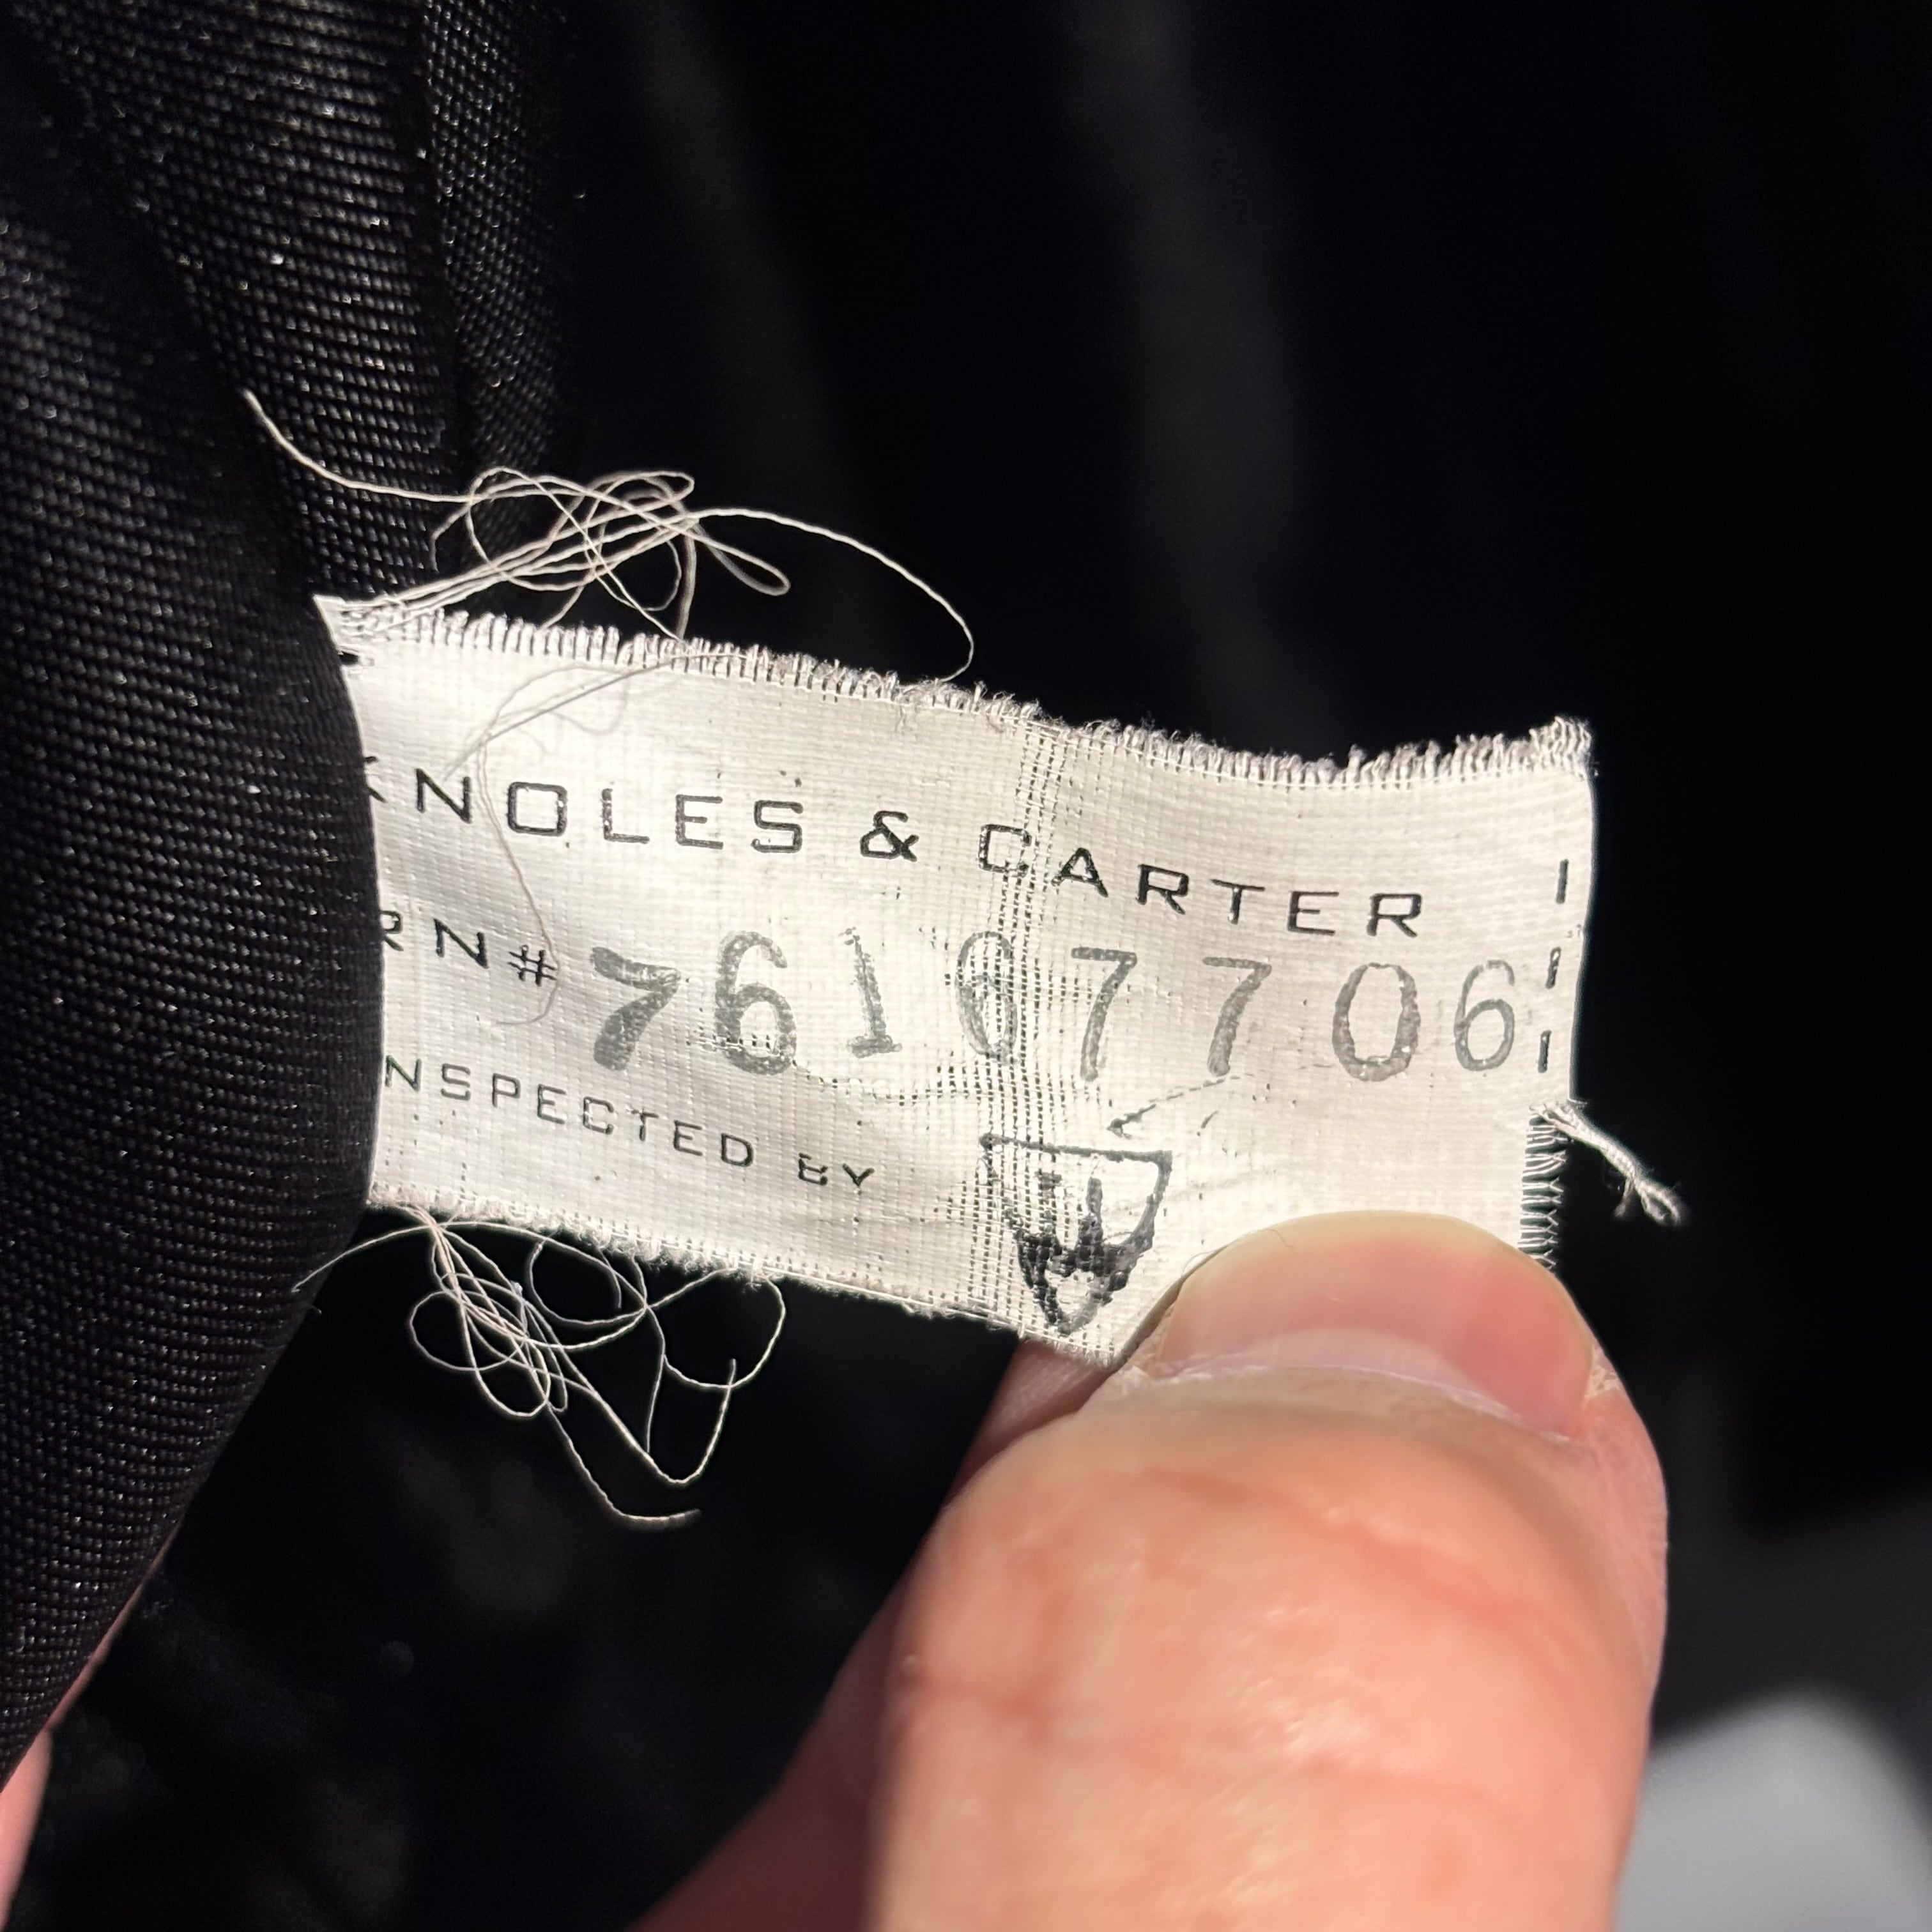 KNOLES & CARTER
RN# 76167706
INSPECTED BY